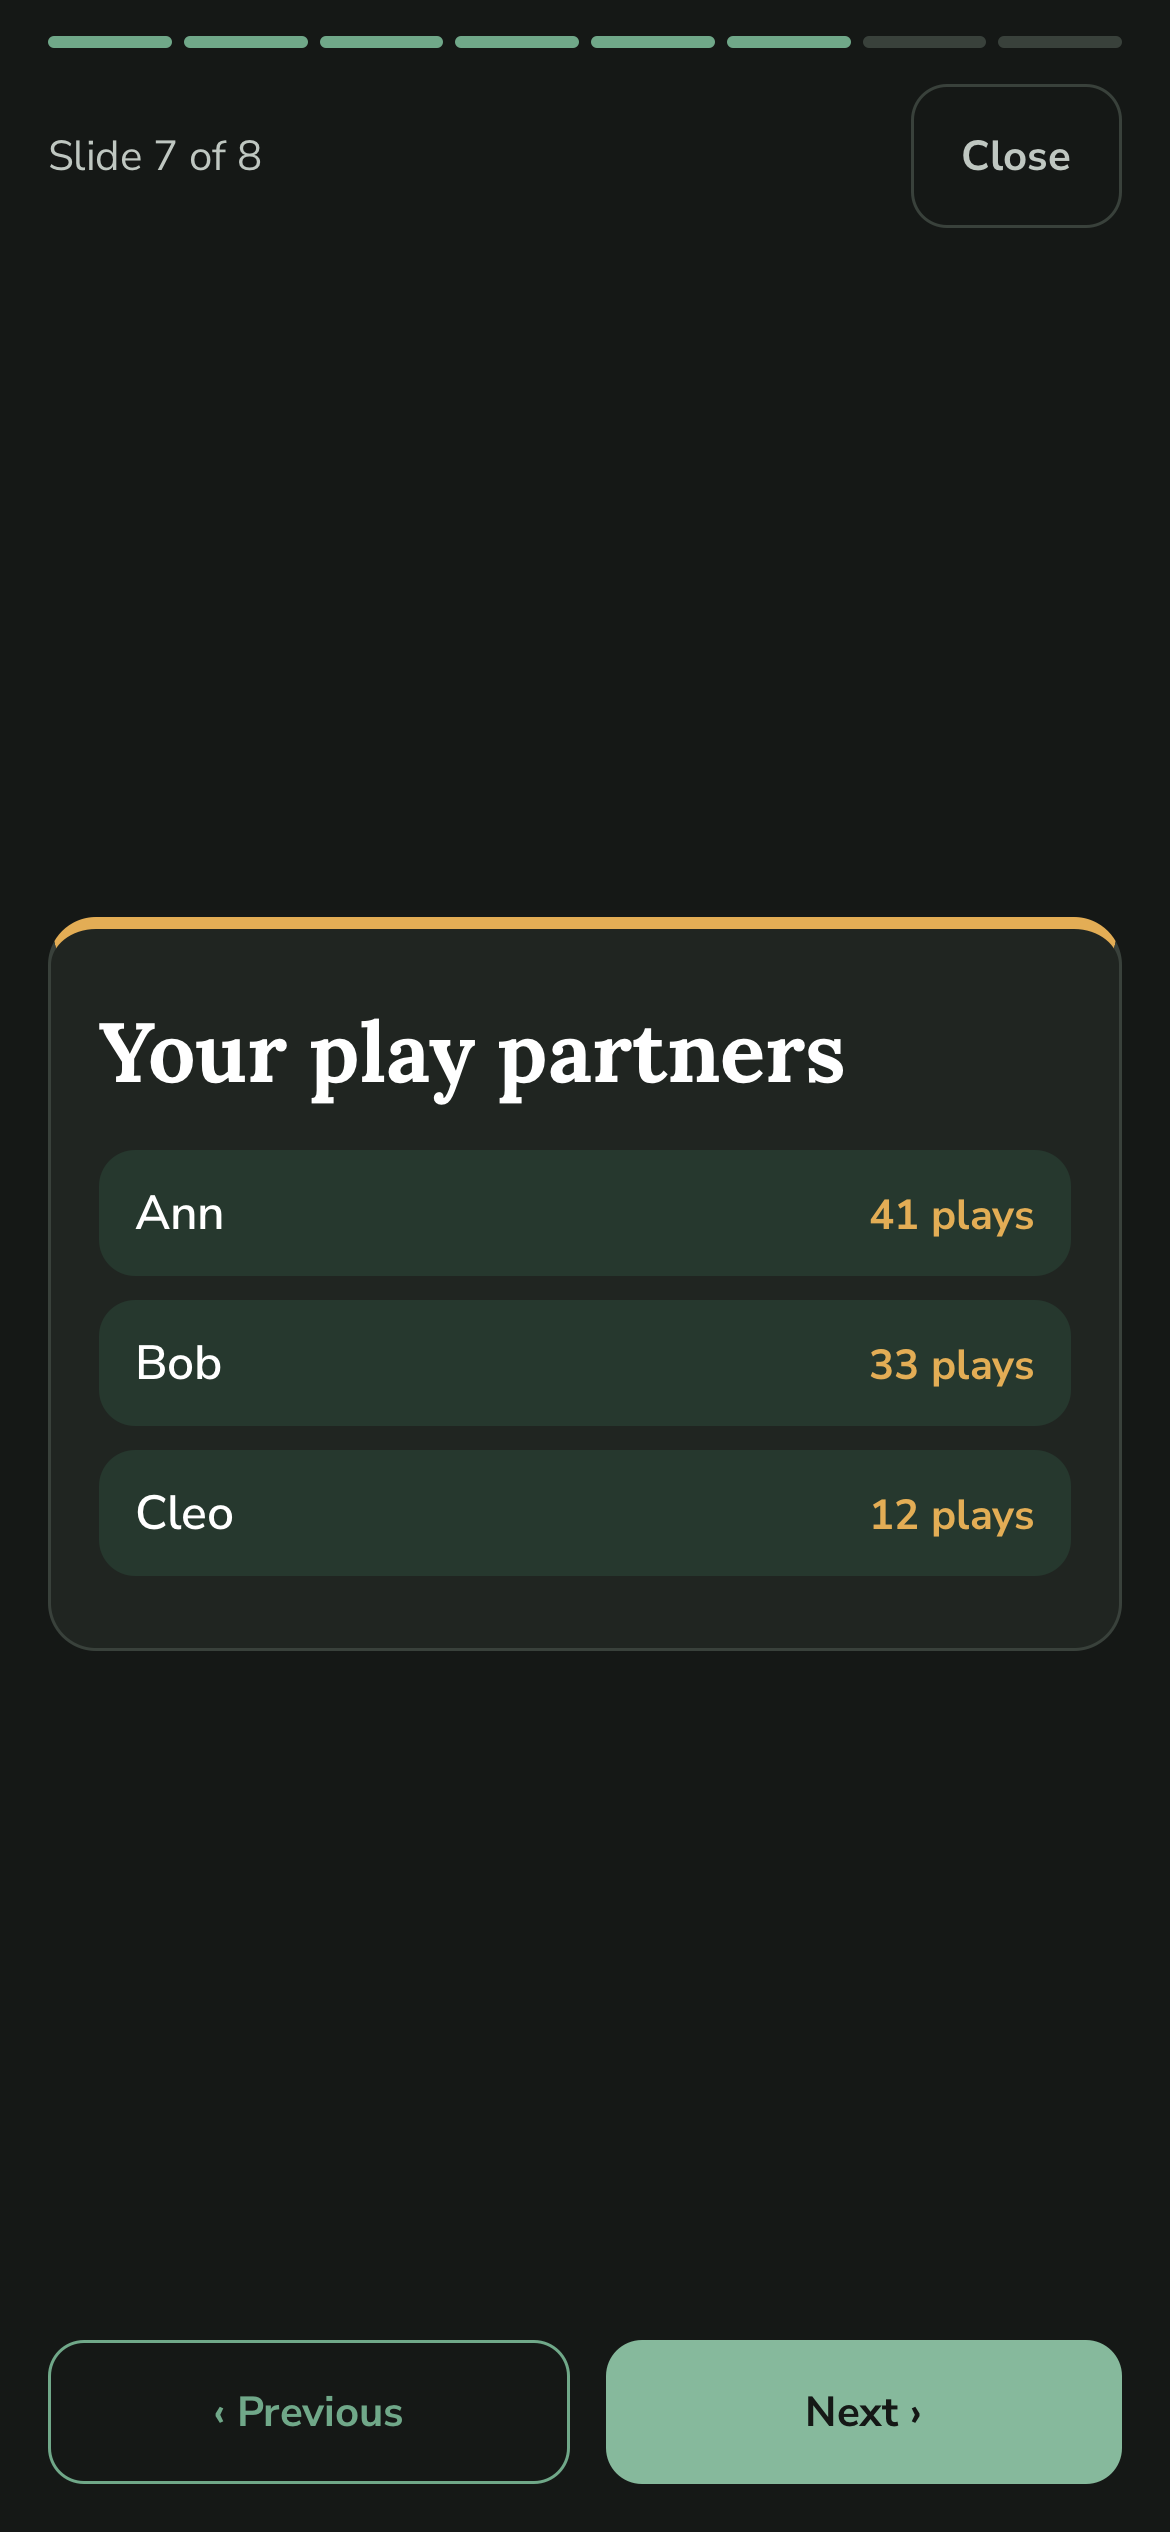 Slide 7 of 8
Close
Your play partners
Ann 41 plays
Bob 33 plays
Cleo 12 plays
‹ Previous
Next ›